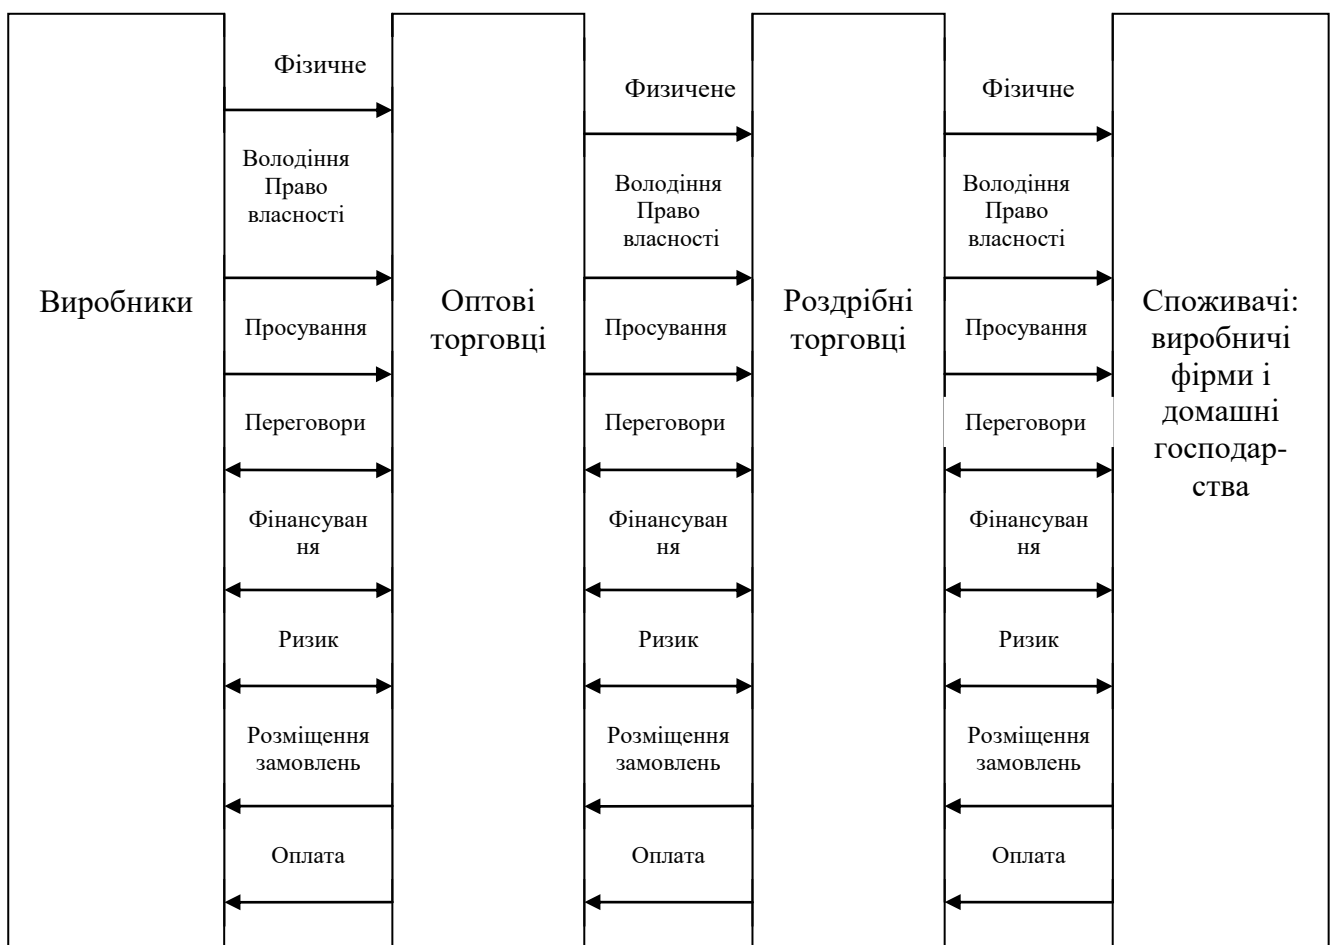 Виробники
Фізичне
Володіння
Право
власності
Просування
Переговори
Фінансуван
ня
Ризик
Розміщення
замовлень
Оплата
Оптові
торговці
Физичене
Володіння
Право
власності
Просування
Переговори
Фінансуван
ня
Ризик
Розміщення
замовлень
Оплата
Роздрібні
торговці
Фізичне
Володіння
Право
власності
Просування
Переговори
Фінансуван
ня
Ризик
Розміщення
замовлень
Оплата
Споживачі:
виробничі
фірми і
домашні
господар-
ства